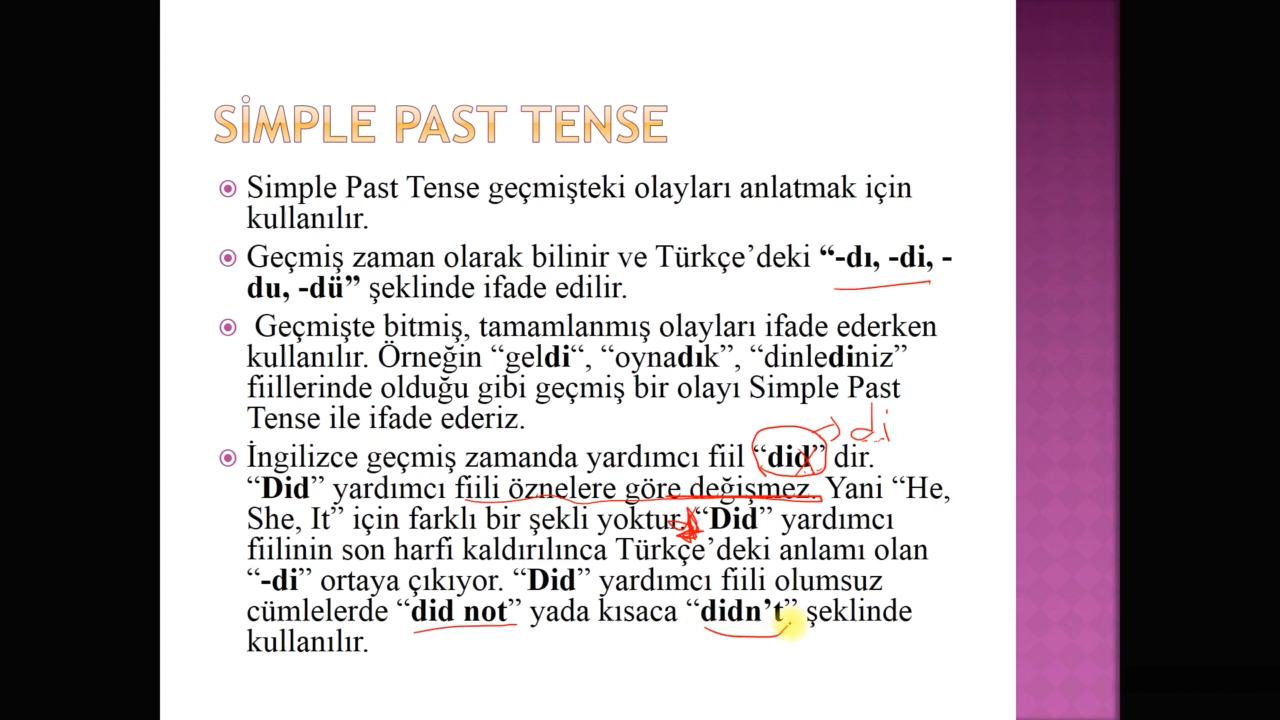 SİMPLE PAST TENSE
Simple Past Tense geçmişteki olayları anlatmak için
kullanılır.
Geçmiş zaman olarak bilinir ve Türkçe’deki “-dı, -di, -
du, -dü” şeklinde ifade edilir.
Geçmişte bitmiş, tamamlanmış olayları ifade ederken
kullanılır. Örneğin “geldi“, “oynadık”, “dinlediniz”
fiillerinde olduğu gibi geçmiş bir olayı Simple Past
Tense ile ifade ederiz.
di
İngilizce geçmiş zamanda yardımcı fiil “did” dir.
“Did” yardımcı fiili öznelere göre değişmez. Yani “He,
She, It” için farklı bir şekli yoktur. “Did” yardımcı
fiilinin son harfi kaldırılınca Türkçe’deki anlamı olan
“-di” ortaya çıkıyor. “Did” yardımcı fiili olumsuz
cümlelerde “did not” yada kısaca “didn’t” şeklinde
kullanılır.